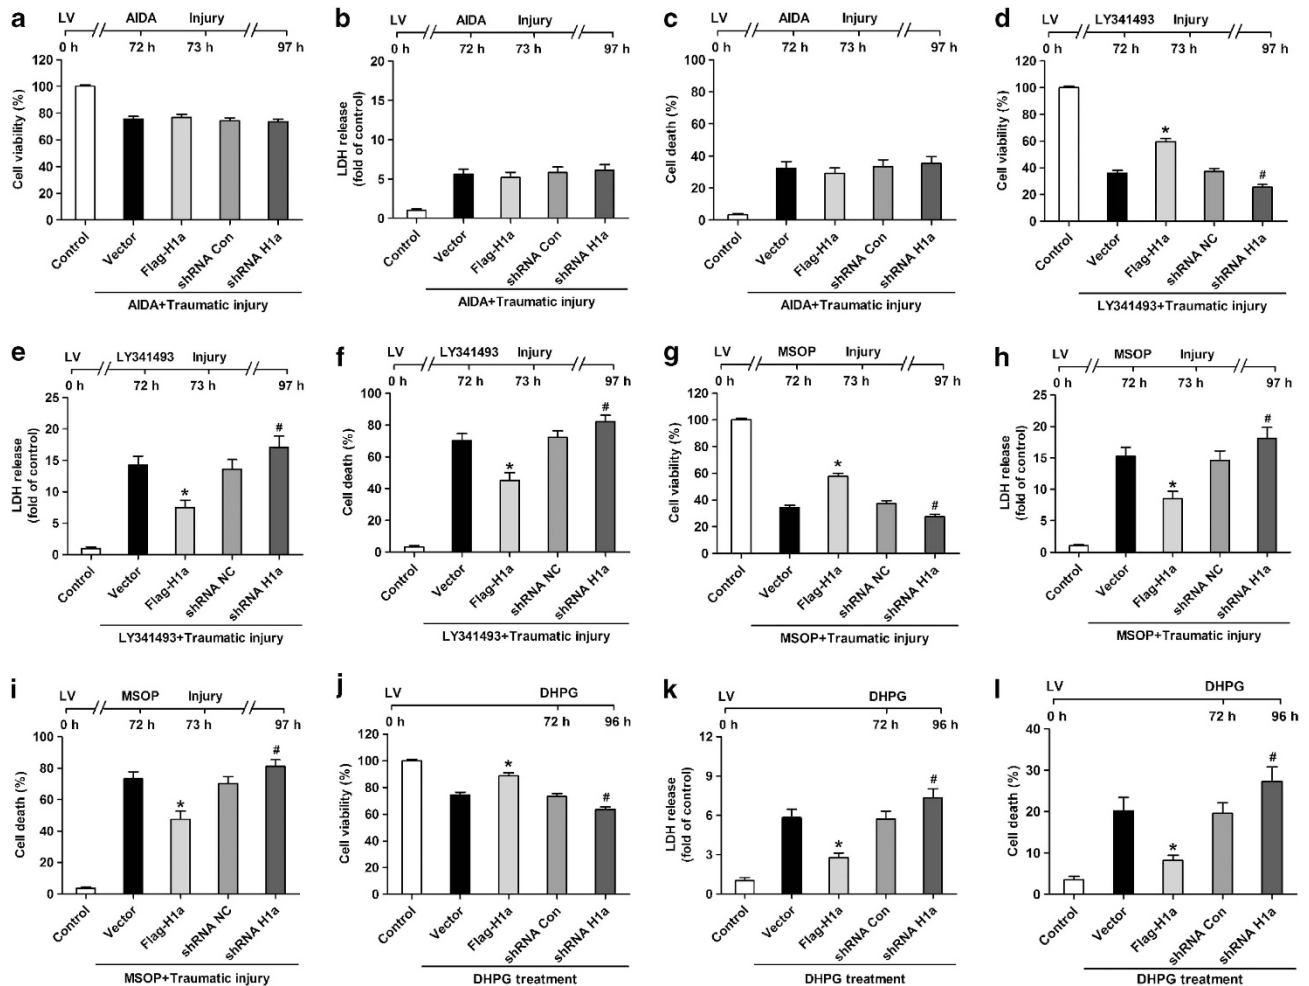 a
LV AIDA Injury
0 h 72 h 73 h 97 h
Cell viability (%)
120
100
80
60
40
20
0
Control
Vector
Flag-H1a
shRNA Con
shRNA H1a
AIDA+Traumatic injury
b
LV AIDA Injury
0 h 72 h 73 h 97 h
LDH release
(fold of control)
20
15
10
5
0
Control
Vector
Flag-H1a
shRNA Con
shRNA H1a
AIDA+Traumatic injury
c
LV AIDA Injury
0 h 72 h 73 h 97 h
Cell death (%)
100
80
60
40
20
0
Control
Vector
Flag-H1a
shRNA Con
shRNA H1a
AIDA+Traumatic injury
d
LV LY341493 Injury
0 h 72 h 73 h 97 h
Cell viability (%)
120
100
80
60
40
20
0
*
#
Control
Vector
Flag-H1a
shRNA NC
shRNA H1a
LY341493+Traumatic injury
e
LV LY341493 Injury
0 h 72 h 73 h 97 h
LDH release
(fold of control)
25
20
15
10
5
0
*
#
Control
Vector
Flag-H1a
shRNA NC
shRNA H1a
LY341493+Traumatic injury
f
LV LY341493 Injury
0 h 72 h 73 h 97 h
Cell death (%)
100
80
60
40
20
0
*
#
Control
Vector
Flag-H1a
shRNA NC
shRNA H1a
LY341493+Traumatic injury
g
LV MSOP Injury
0 h 72 h 73 h 97 h
Cell viability (%)
120
100
80
60
40
20
0
*
#
Control
Vector
Flag-H1a
shRNA NC
shRNA H1a
MSOP+Traumatic injury
h
LV MSOP Injury
0 h 72 h 73 h 97 h
LDH release
(fold of control)
25
20
15
10
5
0
*
#
Control
Vector
Flag-H1a
shRNA NC
shRNA H1a
MSOP+Traumatic injury
i
LV MSOP Injury
0 h 72 h 73 h 97 h
Cell death (%)
100
80
60
40
20
0
*
#
Control
Vector
Flag-H1a
shRNA NC
shRNA H1a
MSOP+Traumatic injury
j
LV DHPG
0 h 72 h 96 h
Cell viability (%)
120
100
80
60
40
20
0
*
#
Control
Vector
Flag-H1a
shRNA Con
shRNA H1a
DHPG treatment
k
LV DHPG
0 h 72 h 96 h
LDH release
(fold of control)
12
9
6
3
0
*
#
Control
Vector
Flag-H1a
shRNA Con
shRNA H1a
DHPG treatment
l
LV DHPG
0 h 72 h 96 h
Cell death (%)
40
30
20
10
0
*
#
Control
Vector
Flag-H1a
shRNA Con
shRNA H1a
DHPG treatment